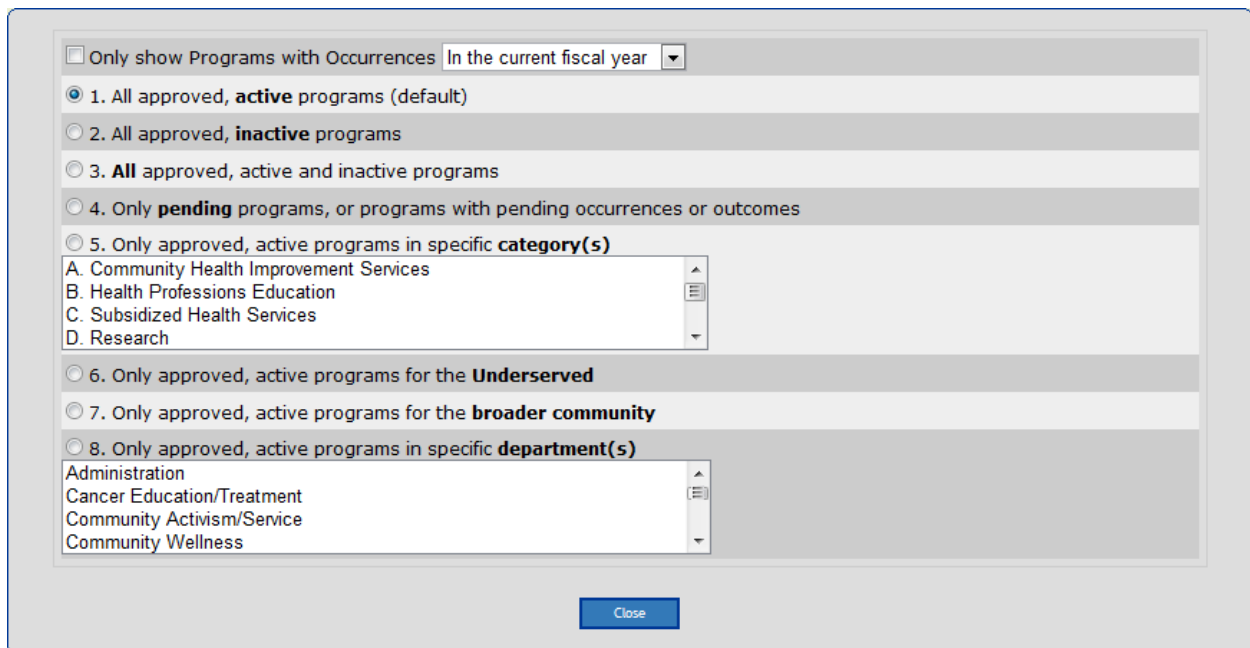 Only show Programs with Occurrences In the current fiscal year
1. All approved, active programs (default)
2. All approved, inactive programs
3. All approved, active and inactive programs
4. Only pending programs, or programs with pending occurrences or outcomes
5. Only approved, active programs in specific category(s)
A. Community Health Improvement Services
B. Health Professions Education
C. Subsidized Health Services
D. Research
6. Only approved, active programs for the Underserved
7. Only approved, active programs for the broader community
8. Only approved, active programs in specific department(s)
Administration
Cancer Education/Treatment
Community Activism/Service
Community Wellness
Close